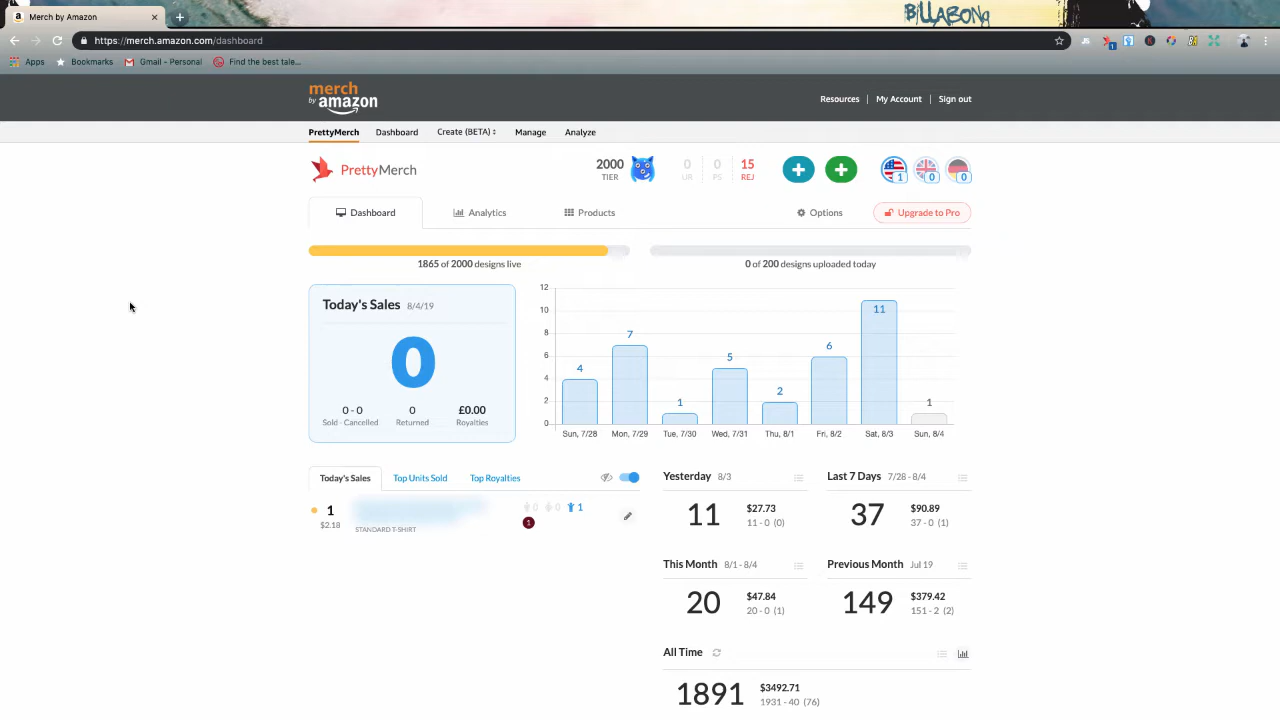 BILLABONG
Merch by Amazon
https://merch.amazon.com/dashboard
Apps Bookmarks Gmail - Personal Find the best tale...
merch by amazon
Resources My Account Sign out
PrettyMerch Dashboard Create (BETA) Manage Analyze
PrettyMerch
2000 TIER 0 UR 0 PS 15 REJ 1 0 0
Dashboard Analytics Products Options Upgrade to Pro
1865 of 2000 designs live
0 of 200 designs uploaded today
Today's Sales 8/4/19
0
0 - 0 0 £0.00
Sold - Cancelled Returned Royalties
12
10
8
6
4
2
0
4 7 1 5 2 6 11 1
Sun, 7/28 Mon, 7/29 Tue, 7/30 Wed, 7/31 Thu, 8/1 Fri, 8/2 Sat, 8/3 Sun, 8/4
Today's Sales Top Units Sold Top Royalties
1
$2.18
STANDARD T-SHIRT
0 0 1
1
Yesterday 8/3
11 $27.73
11 - 0 (0)
Last 7 Days 7/28 - 8/4
37 $90.89
37 - 0 (1)
This Month 8/1 - 8/4
20 $47.84
20 - 0 (1)
Previous Month Jul 19
149 $379.42
151 - 2 (2)
All Time
1891 $3492.71
1931 - 40 (76)